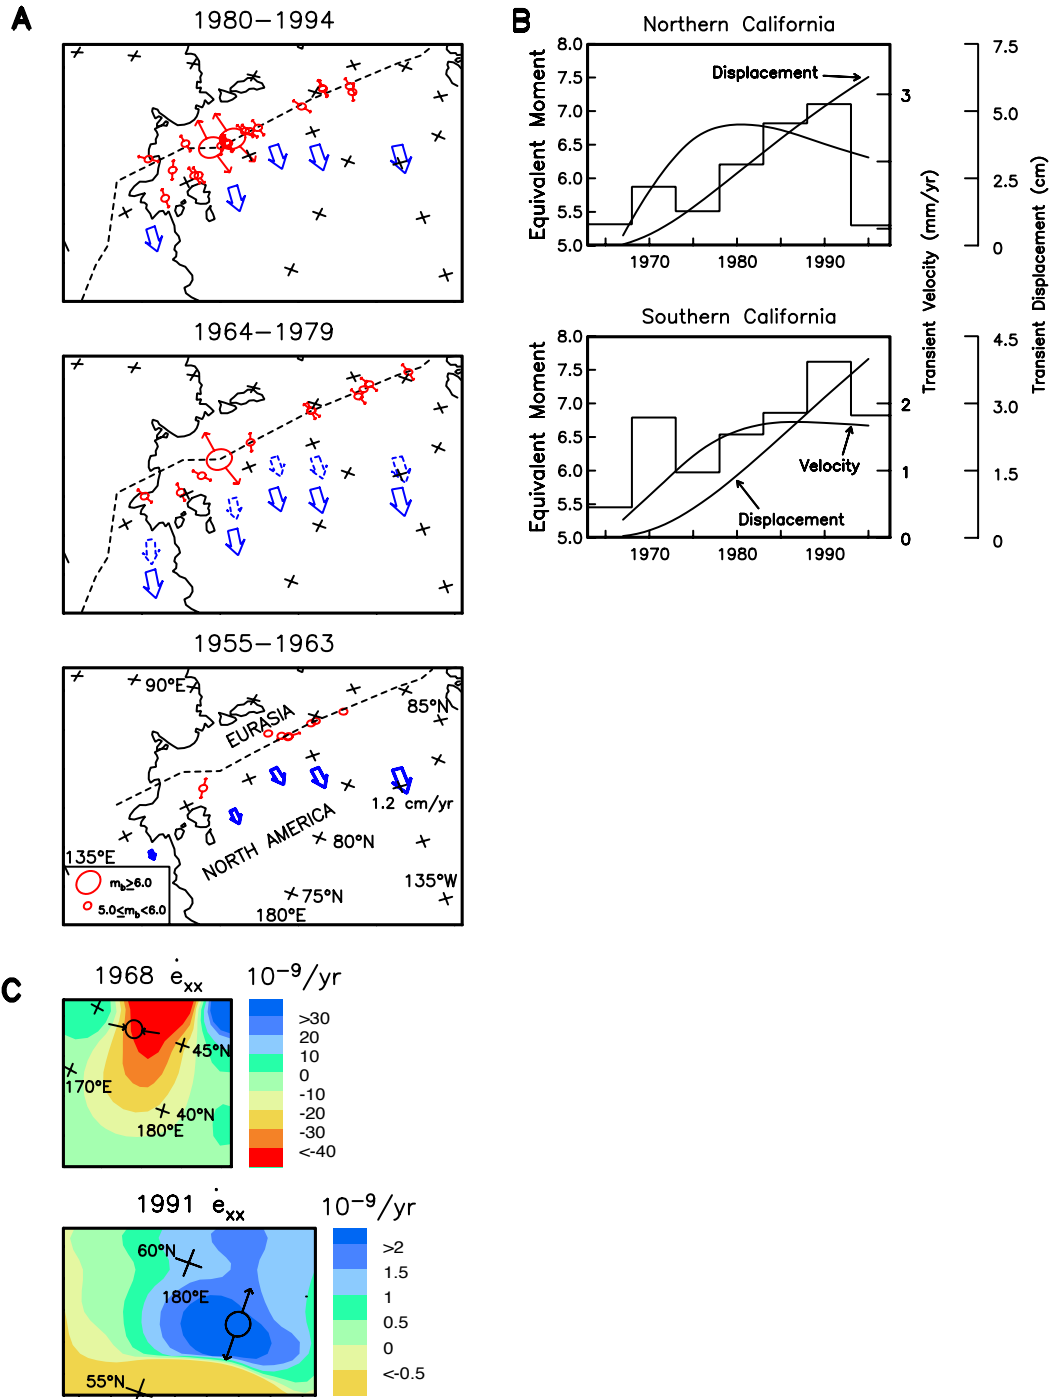 A
1980−1994
1964−1979
1955−1963
90°E
85°N
EURASIA
1.2 cm/yr
80°N
NORTH AMERICA
135°E
135°W
75°N
180°E
m_b≥6.0
5.0≤m_b<6.0
B
Northern California
8.0
7.5
7.0
6.5
6.0
5.5
5.0
Equivalent Moment
Displacement
1970 1980 1990
3
7.5
5.0
2.5
0
Southern California
8.0
7.5
7.0
6.5
6.0
5.5
5.0
Equivalent Moment
Velocity
Displacement
1970 1980 1990
2
1
0
Transient Velocity (mm/yr)
4.5
3.0
1.5
0
Transient Displacement (cm)
C
1968 ė_xx 10⁻⁹/yr
45°N
170°E
40°N
180°E
>30
20
10
0
-10
-20
-30
<-40
1991 ė_xx 10⁻⁹/yr
60°N
180°E
55°N
>2
1.5
1
0.5
0
<-0.5